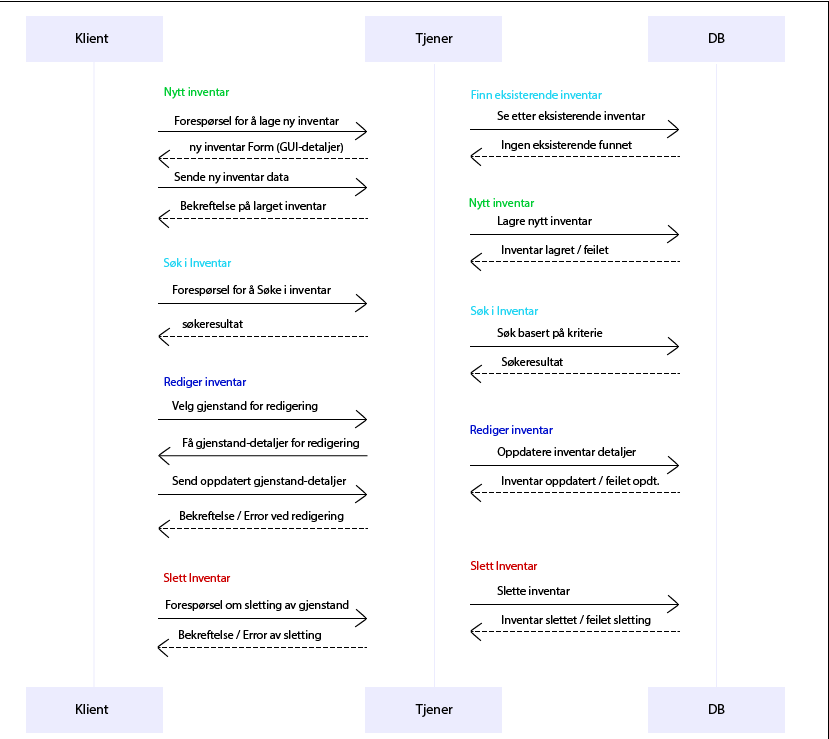 Klient
Tjener
DB
Nytt inventar
Forespørsel for å lage ny inventar
ny inventar Form (GUI-detaljer)
Sende ny inventar data
Bekreftelse på larget inventar
Søk i Inventar
Forespørsel for å Søke i inventar
søkeresultat
Rediger inventar
Velg gjenstand for redigering
Få gjenstand-detaljer for redigering
Send oppdatert gjenstand-detaljer
Bekreftelse / Error ved redigering
Slett Inventar
Forespørsel om sletting av gjenstand
Bekreftelse / Error av sletting
Finn eksisterende inventar
Se etter eksisterende inventar
Ingen eksisterende funnet
Nytt inventar
Lagre nytt inventar
Inventar lagret / feilet
Søk i Inventar
Søk basert på kriterie
Søkeresultat
Rediger inventar
Oppdatere inventar detaljer
Inventar oppdatert / feilet opdt.
Slett Inventar
Slette inventar
Inventar slettet / feilet sletting
Klient
Tjener
DB